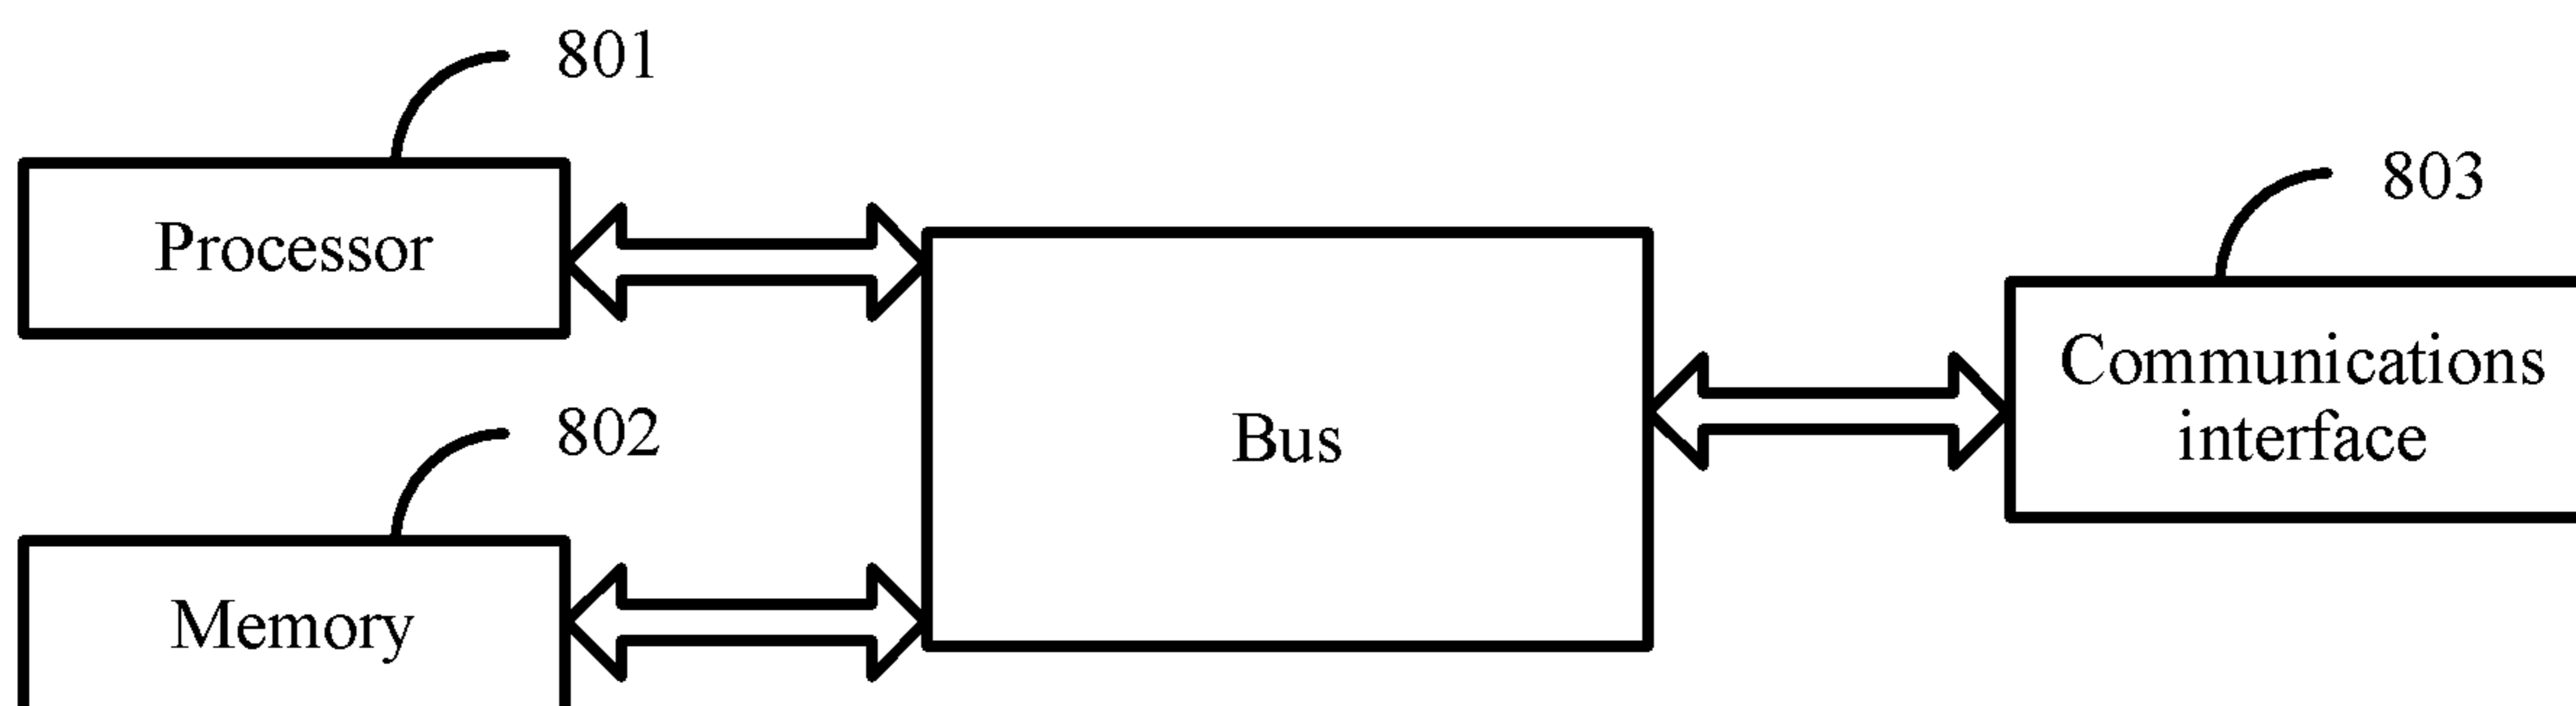 801
Processor
802
Memory
Bus
803
Communications
interface